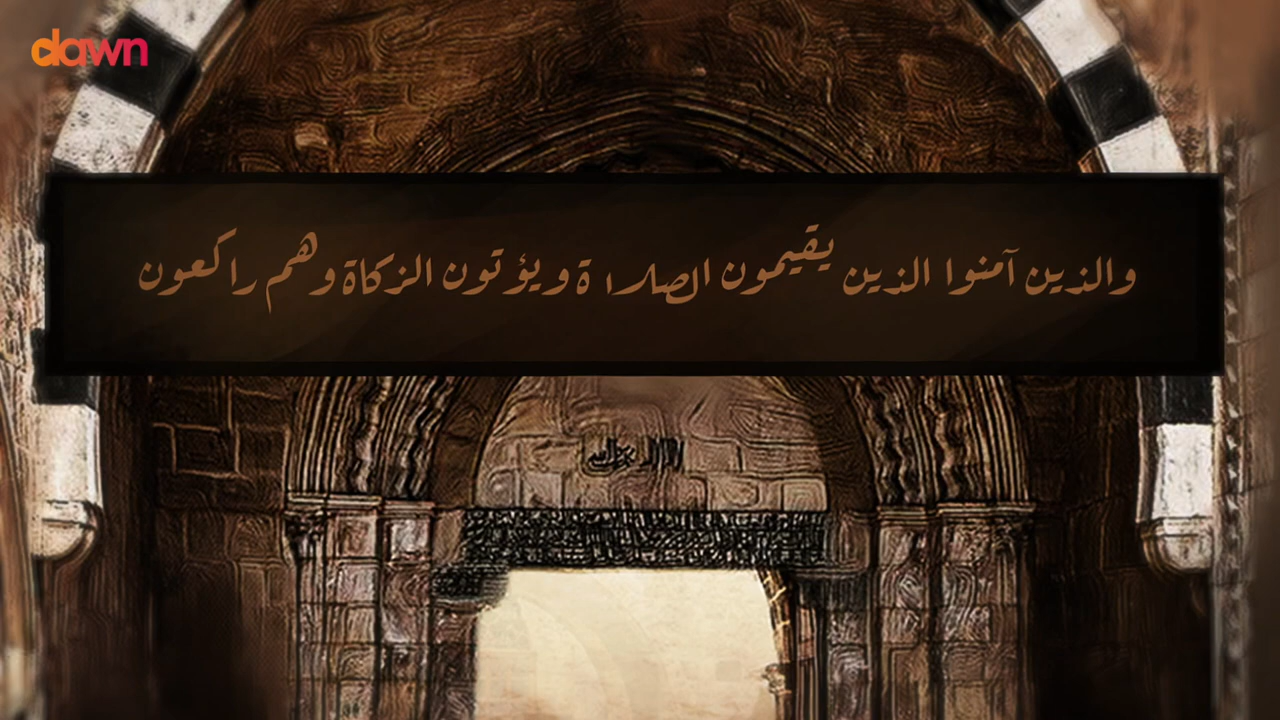 dawn
والذين آمنوا الذين يقيمون الصلاة ويؤتون الزكاة وهم راكعون